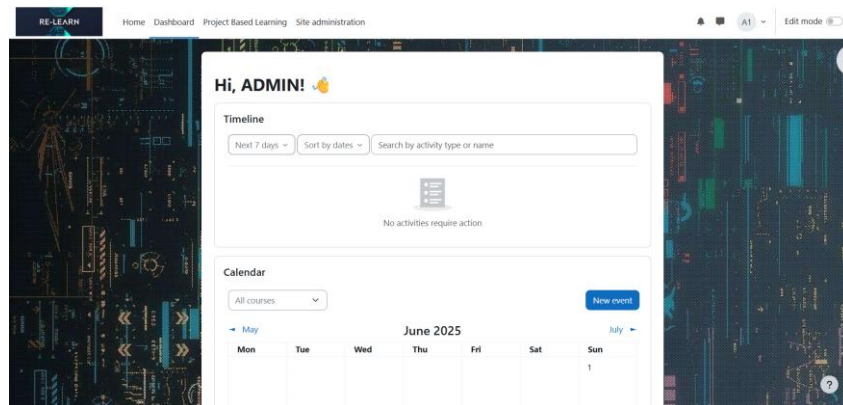 RE-LEARN
Home Dashboard Project Based Learning Site administration
A1
Edit mode
Hi, ADMIN!
Timeline
Next 7 days
Sort by dates
Search by activity type or name
No activities require action
Calendar
All courses
New event
May
June 2025
July
Mon Tue Wed Thu Fri Sat Sun
1
?